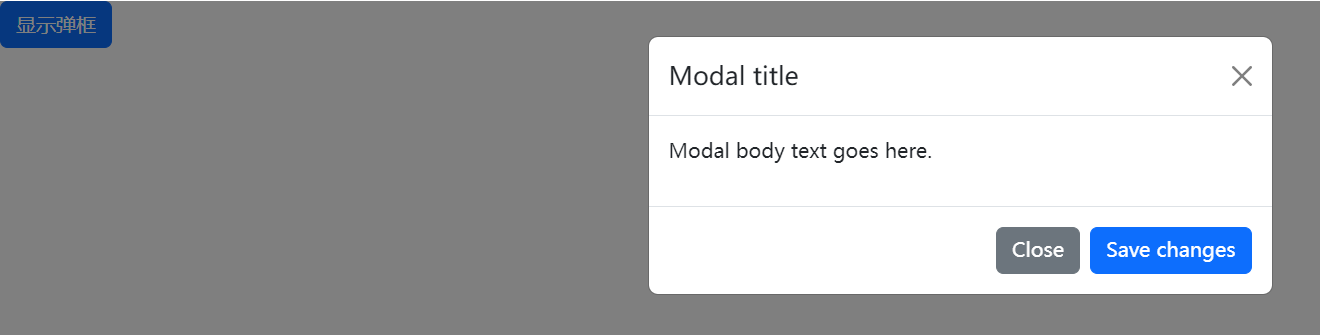 显示弹框
Modal title
Modal body text goes here.
Close
Save changes